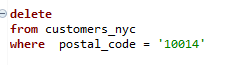 delete
from customers_nyc
where  postal_code = '10014'